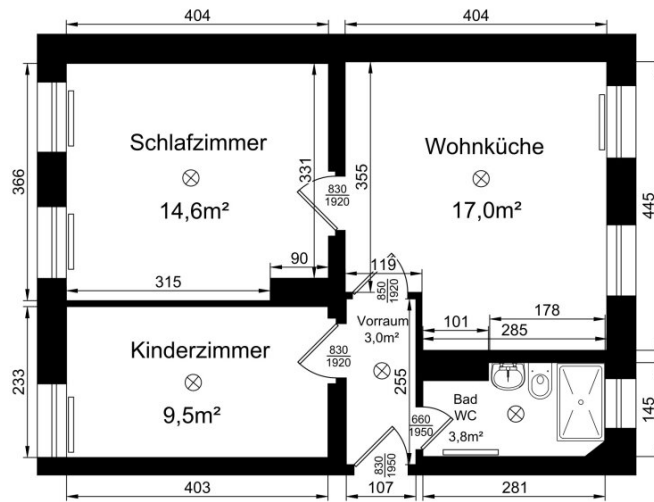 404
404
Schlafzimmer
14,6m²
Wohnküche
17,0m²
366
331
830
1920
355
445
90
315
119
850
1920
178
101
285
Vorraum
3,0m²
Kinderzimmer
9,5m²
233
830
1920
255
660
1950
Bad
WC
3,8m²
145
830
1950
403
107
281